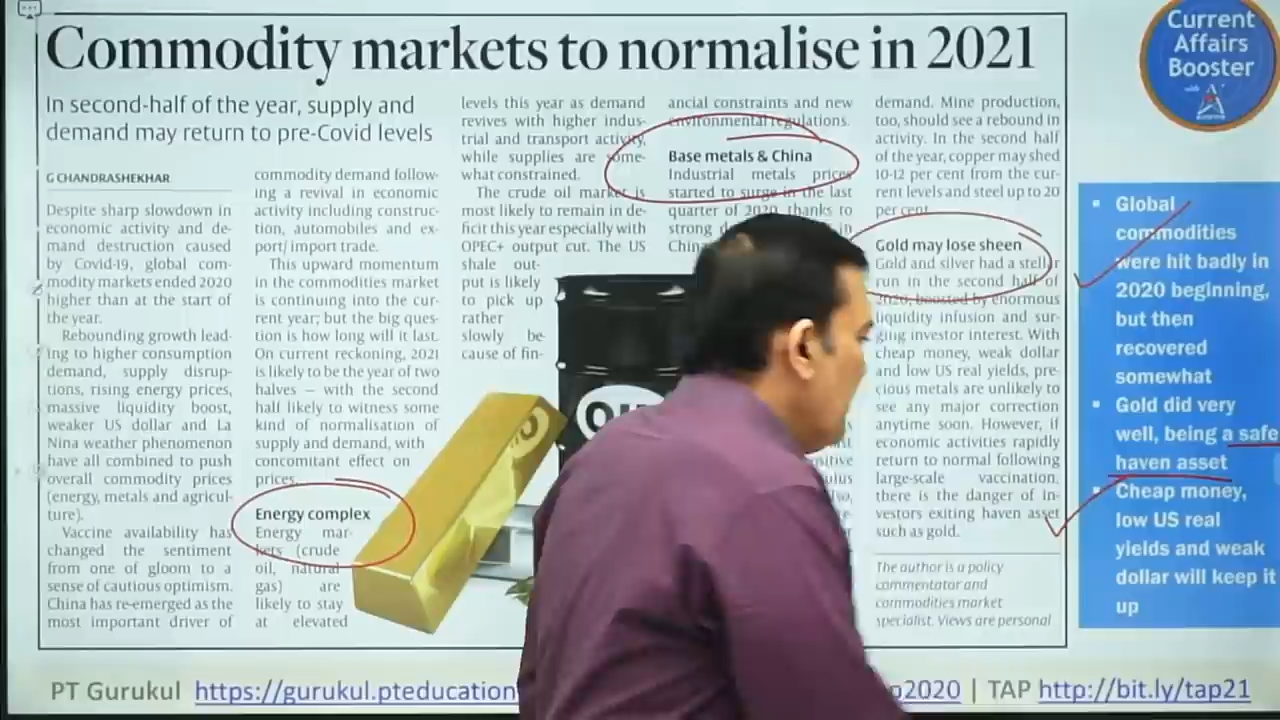 Commodity markets to normalise in 2021
In second-half of the year, supply and
demand may return to pre-Covid levels
G CHANDRASHEKHAR
Despite sharp slowdown in
economic activity and de-
mand destruction caused
by Covid-19, global com-
modity markets ended 2020
higher than at the start of
the year.
Rebounding growth lead-
ing to higher consumption
demand, supply disrup-
tions, rising energy prices,
massive liquidity boost,
weaker US dollar and La
Nina weather phenomenon
have all combined to push
overall commodity prices
(energy, metals and agricul-
ture).
Vaccine availability has
changed the sentiment
from one of gloom to a
sense of cautious optimism.
China has re-emerged as the
most important driver of
commodity demand follow-
ing a revival in economic
activity including construc-
tion, automobiles and ex-
port/ import trade.
This upward momentum
in the commodities market
is continuing into the cur-
rent year; but the big ques-
tion is how long will it last.
On current reckoning, 2021
is likely to be the year of two
halves — with the second
half likely to witness some
kind of normalisation of
supply and demand, with
concomitant effect on
prices.
Energy complex
Energy mar-
kets (crude
oil, natural
gas) are
likely to stay
at elevated
levels this year as demand
revives with higher indus-
trial and transport activity,
while supplies are some-
what constrained.
The crude oil market is
most likely to remain in de-
ficit this year especially with
OPEC+ output cut. The US
shale out-
put is likely
to pick up
rather
slowly be-
cause of fin-
ancial constraints and new
environmental regulations.
Base metals & China
Industrial metals prices
started to surge in the last
quarter of 2020, thanks to
strong in
China
demand. Mine production,
too, should see a rebound in
activity. In the second half
of the year, copper may shed
10-12 per cent from the cur-
rent levels and steel up to 20
per cent.
Gold may lose sheen
Gold and silver had a stellar
run in the second half of
2020, boosted by enormous
liquidity infusion and sur-
ging investor interest. With
cheap money, weak dollar
and low US real yields, pre-
cious metals are unlikely to
see any major correction
anytime soon. However, if
economic activities rapidly
return to normal following
large-scale vaccination,
there is the danger of in-
vestors exiting haven asset
such as gold.
The author is a policy
commentator and
commodities market
specialist. Views are personal
Current
Affairs
Booster
with
▪ Global
commodities
were hit badly in
2020 beginning,
but then
recovered
somewhat
▪ Gold did very
well, being a safe
haven asset
▪ Cheap money,
low US real
yields and weak
dollar will keep it
up
PT Gurukul https://gurukul.pteducation 2020 | TAP http://bit.ly/tap21